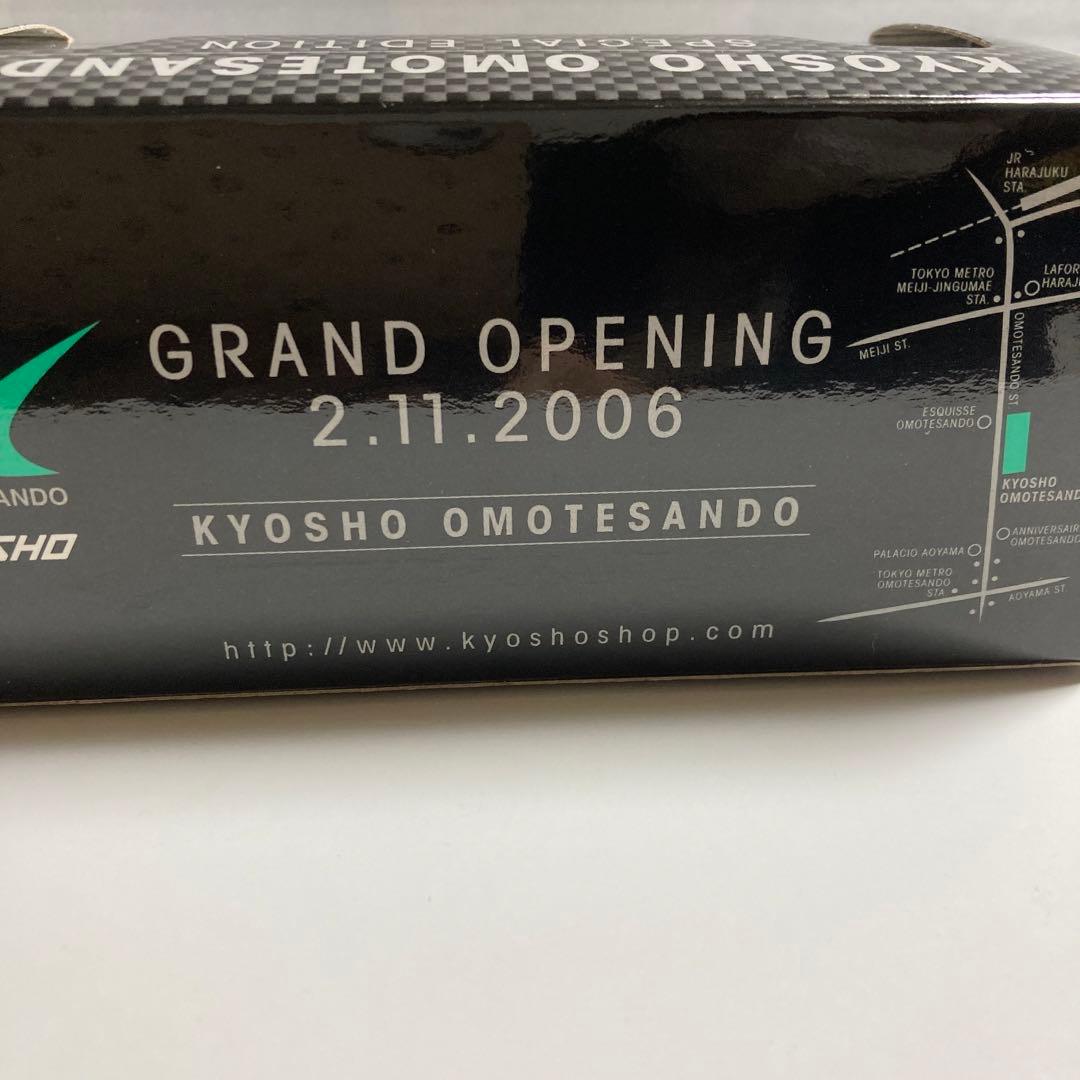 KYOSHO OMOTESAND
SPECIAL EDITION
GRAND OPENING
2.11.2006
KYOSHO OMOTESANDO
http://www.kyoshoshop.com
ANDO
SHO
JR
HARAJUKU
STA.
TOKYO METRO
MEIJI-JINGUMAE
STA.
LAFOR
HARAJ
MEIJI ST.
OMOTESANDO ST.
ESQUISSE
OMOTESANDO
KYOSHO
OMOTESAND
ANNIVERSAIR
OMOTESANDO
PALACIO AOYAMA
TOKYO METRO
OMOTESANDO
STA.
AOYAMA ST.